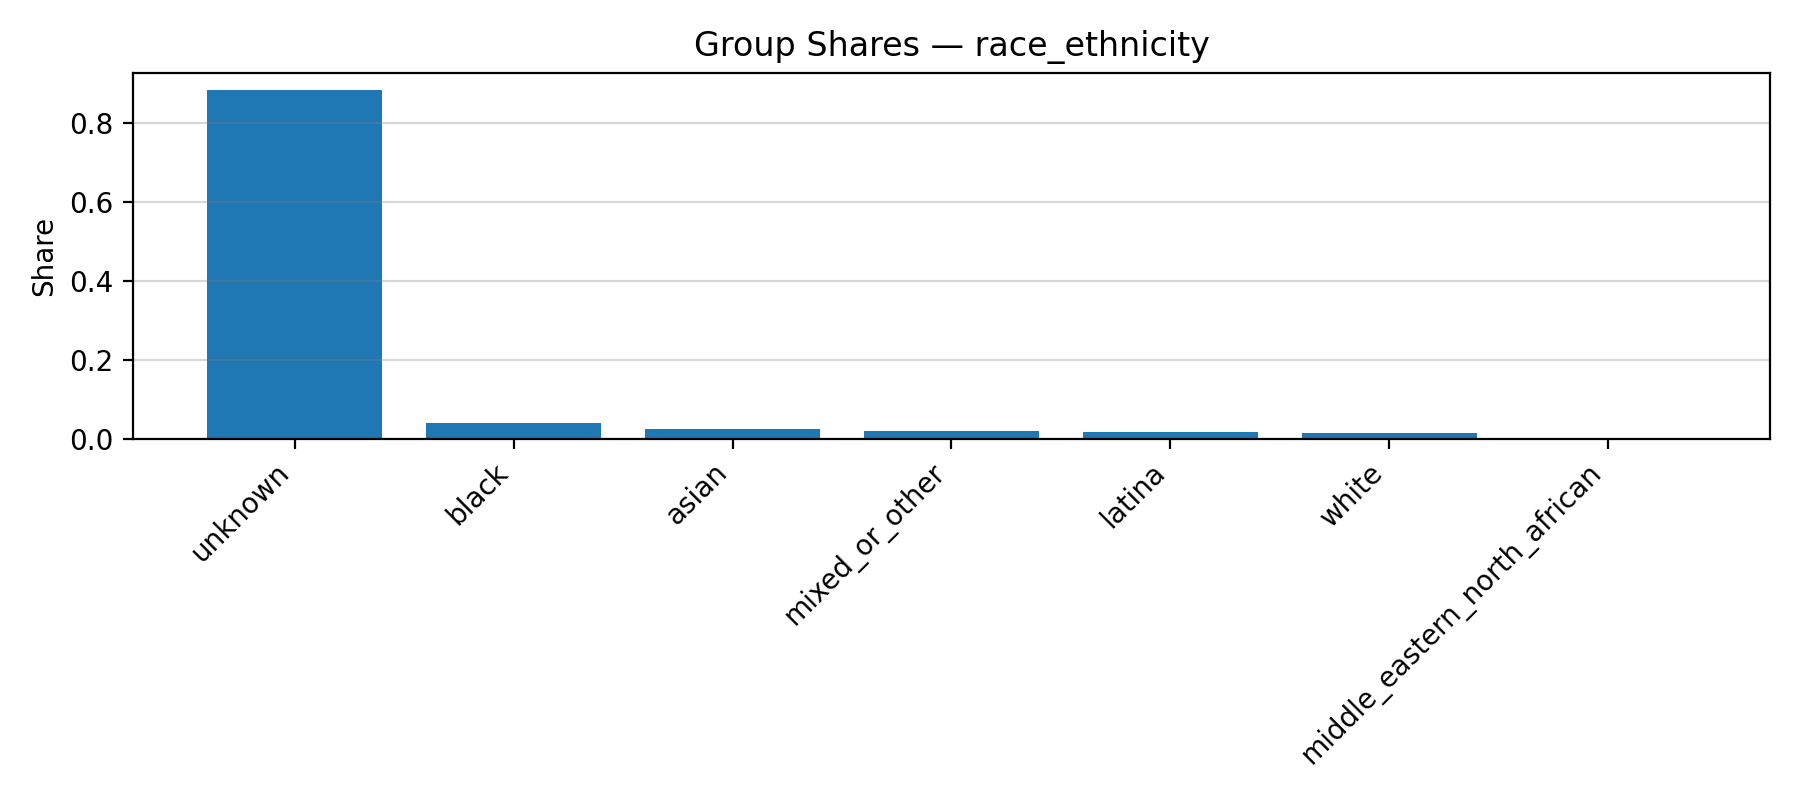 Group Shares — race_ethnicity
Share
0.8
0.6
0.4
0.2
0.0
unknown
black
asian
mixed_or_other
latina
white
middle_eastern_north_african